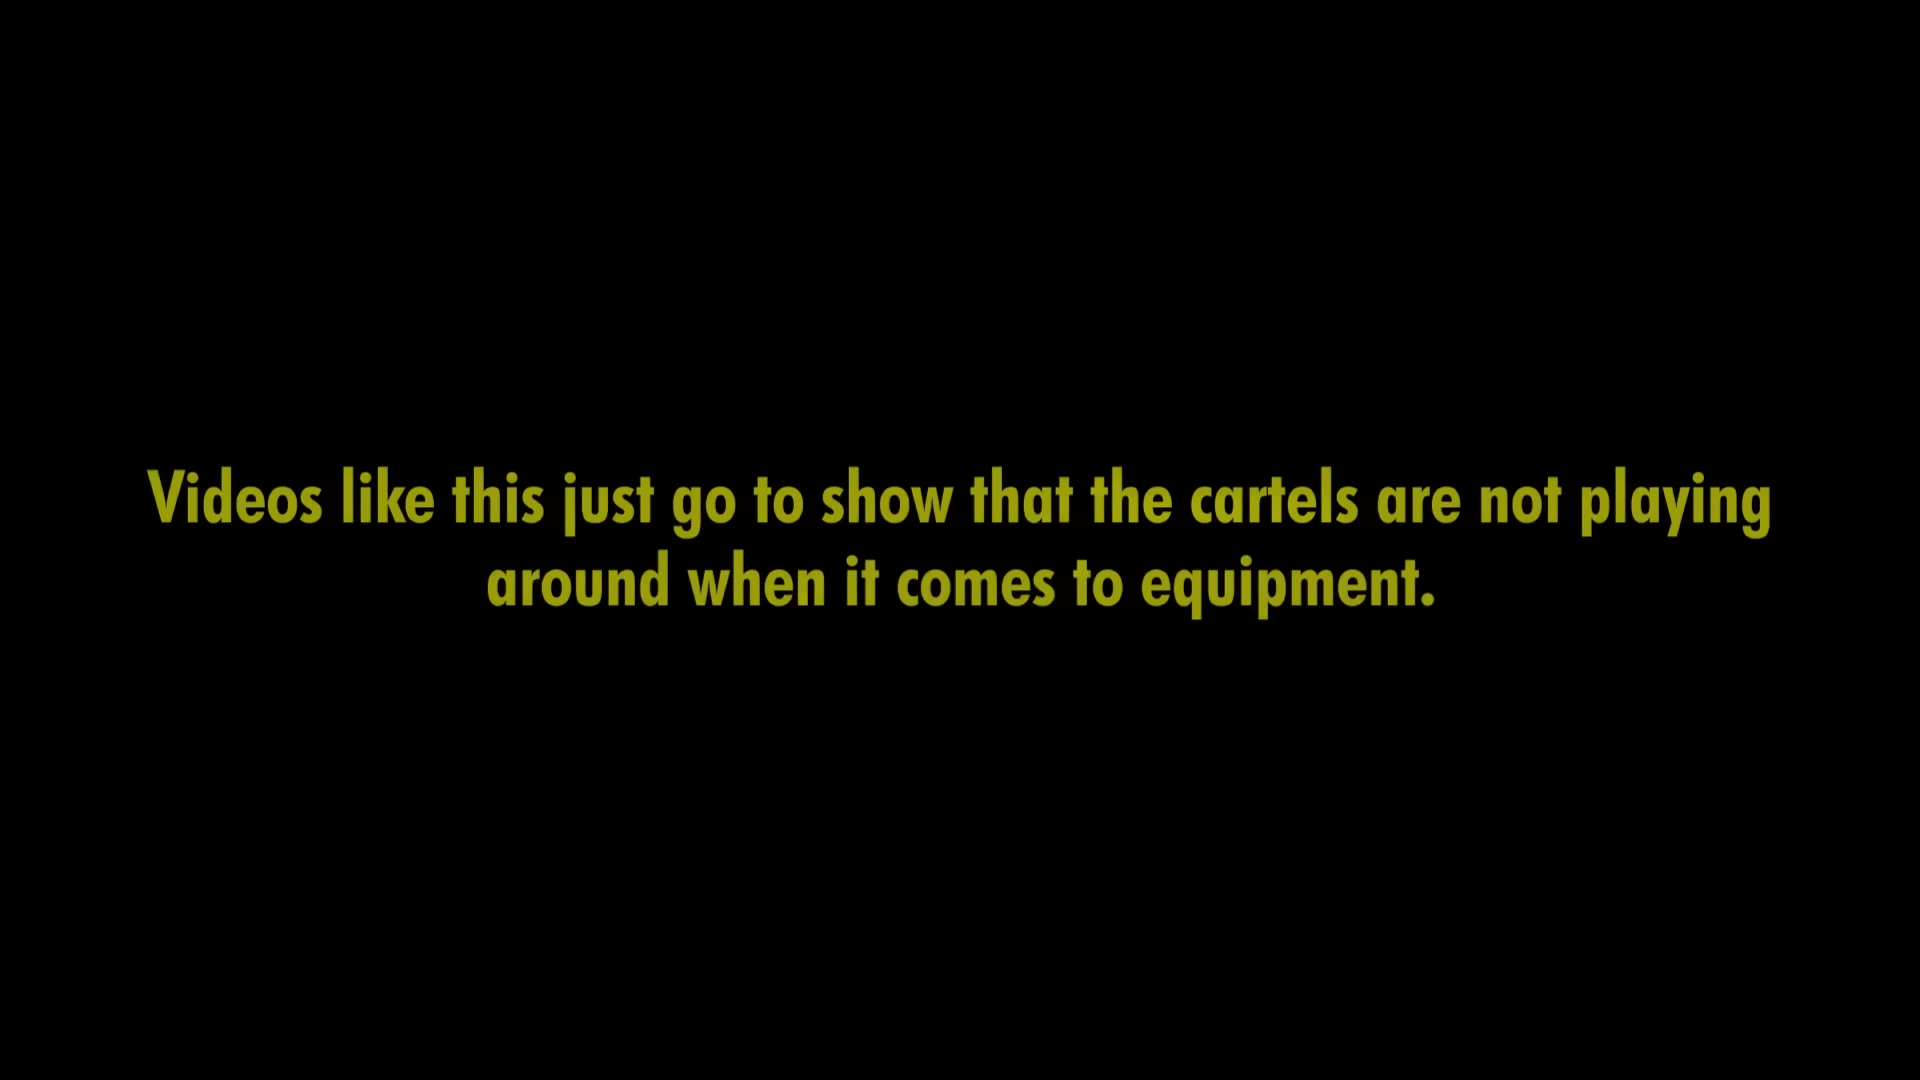 Videos like this just go to show that the cartels are not playing
around when it comes to equipment.